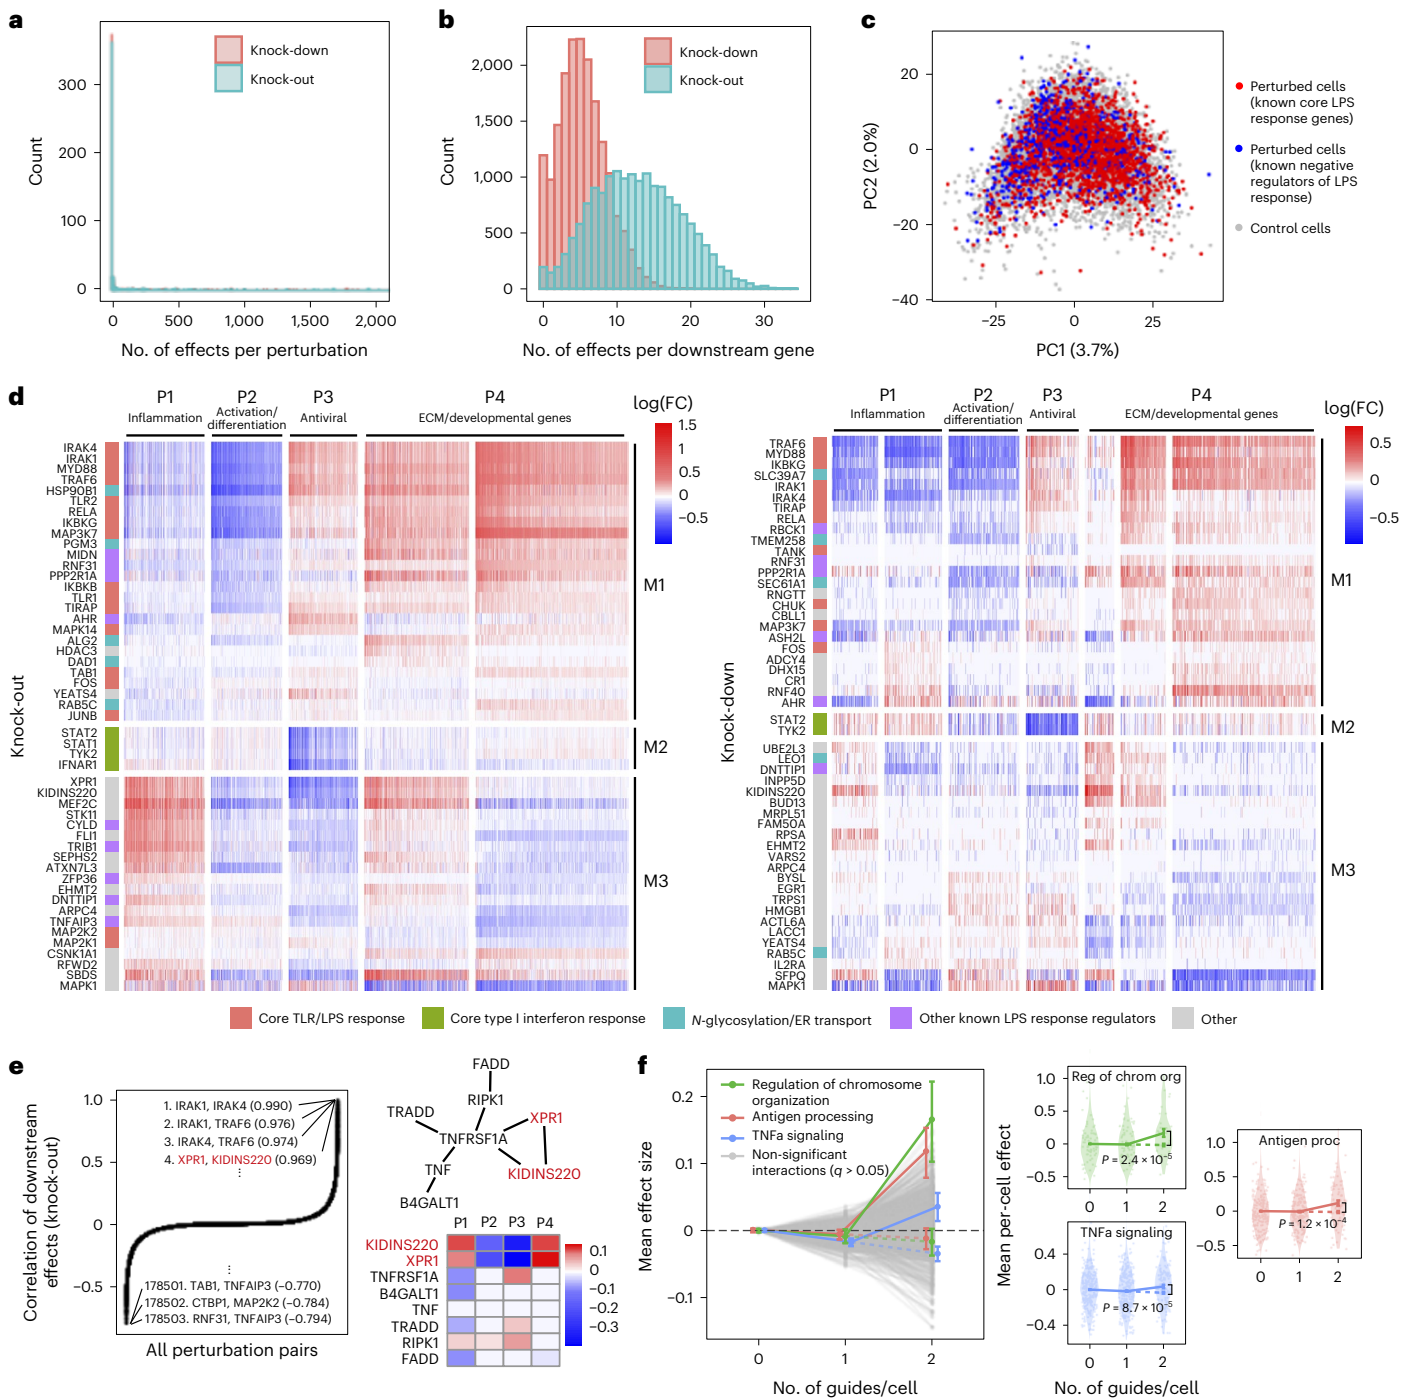 a
Count
300
200
100
0
Knock-down
Knock-out
0
500
1,000
1,500
2,000
No. of effects per perturbation
b
Count
2,000
1,500
1,000
500
0
Knock-down
Knock-out
0
10
20
30
No. of effects per downstream gene
c
PC2 (2.0%)
20
0
−20
−40
−25
0
25
PC1 (3.7%)
Perturbed cells
(known core LPS
response genes)
Perturbed cells
(known negative
regulators of LPS
response)
Control cells
d
Knock-out
P1
Inflammation
P2
Activation/
differentiation
P3
Antiviral
P4
ECM/developmental genes
log(FC)
1.5
1
0.5
0
−0.5
IRAK4
IRAK1
MYD88
TRAF6
HSP90B1
TLR2
RELA
IKBKG
MAP3K7
PGM3
MIDN
RNF31
PPP2R1A
IKBKB
TLR1
TIRAP
AHR
MAPK14
ALG2
HDAC3
DAD1
TAB1
FOS
YEATS4
RAB5C
JUNB
M1
STAT2
STAT1
TYK2
IFNAR1
M2
XPR1
KIDINS220
MEF2C
STK11
CYLD
FLI1
TRIB1
SEPHS2
ATXN7L3
ZFP36
EHMT2
DNTTIP1
ARPC4
TNFAIP3
MAP2K2
MAP2K1
CSNK1A1
RFWD2
SBDS
MAPK1
M3
Knock-down
P1
Inflammation
P2
Activation/
differentiation
P3
Antiviral
P4
ECM/developmental genes
log(FC)
0.5
0
−0.5
TRAF6
MYD88
IKBKG
SLC39A7
IRAK1
IRAK4
TIRAP
RELA
RBCK1
TMEM258
TANK
RNF31
PPP2R1A
SEC61A1
RNGTT
CHUK
CBLL1
MAP3K7
ASH2L
FOS
ADCY4
DHX15
CR1
RNF40
AHR
M1
STAT2
TYK2
M2
UBE2L3
LEO1
DNTTIP1
INPP5D
KIDINS220
BUD13
MRPL51
FAM50A
RPSA
EHMT2
VARS2
ARPC4
BYSL
EGR1
TRPS1
HMGB1
ACTL6A
LACC1
YEATS4
RAB5C
IL2RA
SFPQ
MAPK1
M3
Core TLR/LPS response
Core type I interferon response
N-glycosylation/ER transport
Other known LPS response regulators
Other
e
Correlation of downstream
effects (knock-out)
1.0
0.5
0
−0.5
1. IRAK1, IRAK4 (0.990)
2. IRAK1, TRAF6 (0.976)
3. IRAK4, TRAF6 (0.974)
4. XPR1, KIDINS220 (0.969)
⋮
⋮
178501. TAB1, TNFAIP3 (−0.770)
178502. CTBP1, MAP2K2 (−0.784)
178503. RNF31, TNFAIP3 (−0.794)
All perturbation pairs
FADD
RIPK1
TRADD
XPR1
TNFRSF1A
TNF
KIDINS220
B4GALT1
P1
P2
P3
P4
KIDINS220
XPR1
TNFRSF1A
B4GALT1
TNF
TRADD
RIPK1
FADD
0.1
0
−0.1
−0.2
−0.3
f
Mean effect size
0.2
0.1
0
−0.1
Regulation of chromosome
organization
Antigen processing
TNFa signaling
Non-significant
interactions (q > 0.05)
0
1
2
No. of guides/cell
Mean per-cell effect
Reg of chrom org
1.0
0.5
0
−0.5
P = 2.4 × 10−5
0
1
2
TNFa signaling
0.4
0
−0.4
P = 8.7 × 10−5
0
1
2
No. of guides/cell
Antigen proc
1.0
0.5
0
−0.5
P = 1.2 × 10−4
0
1
2